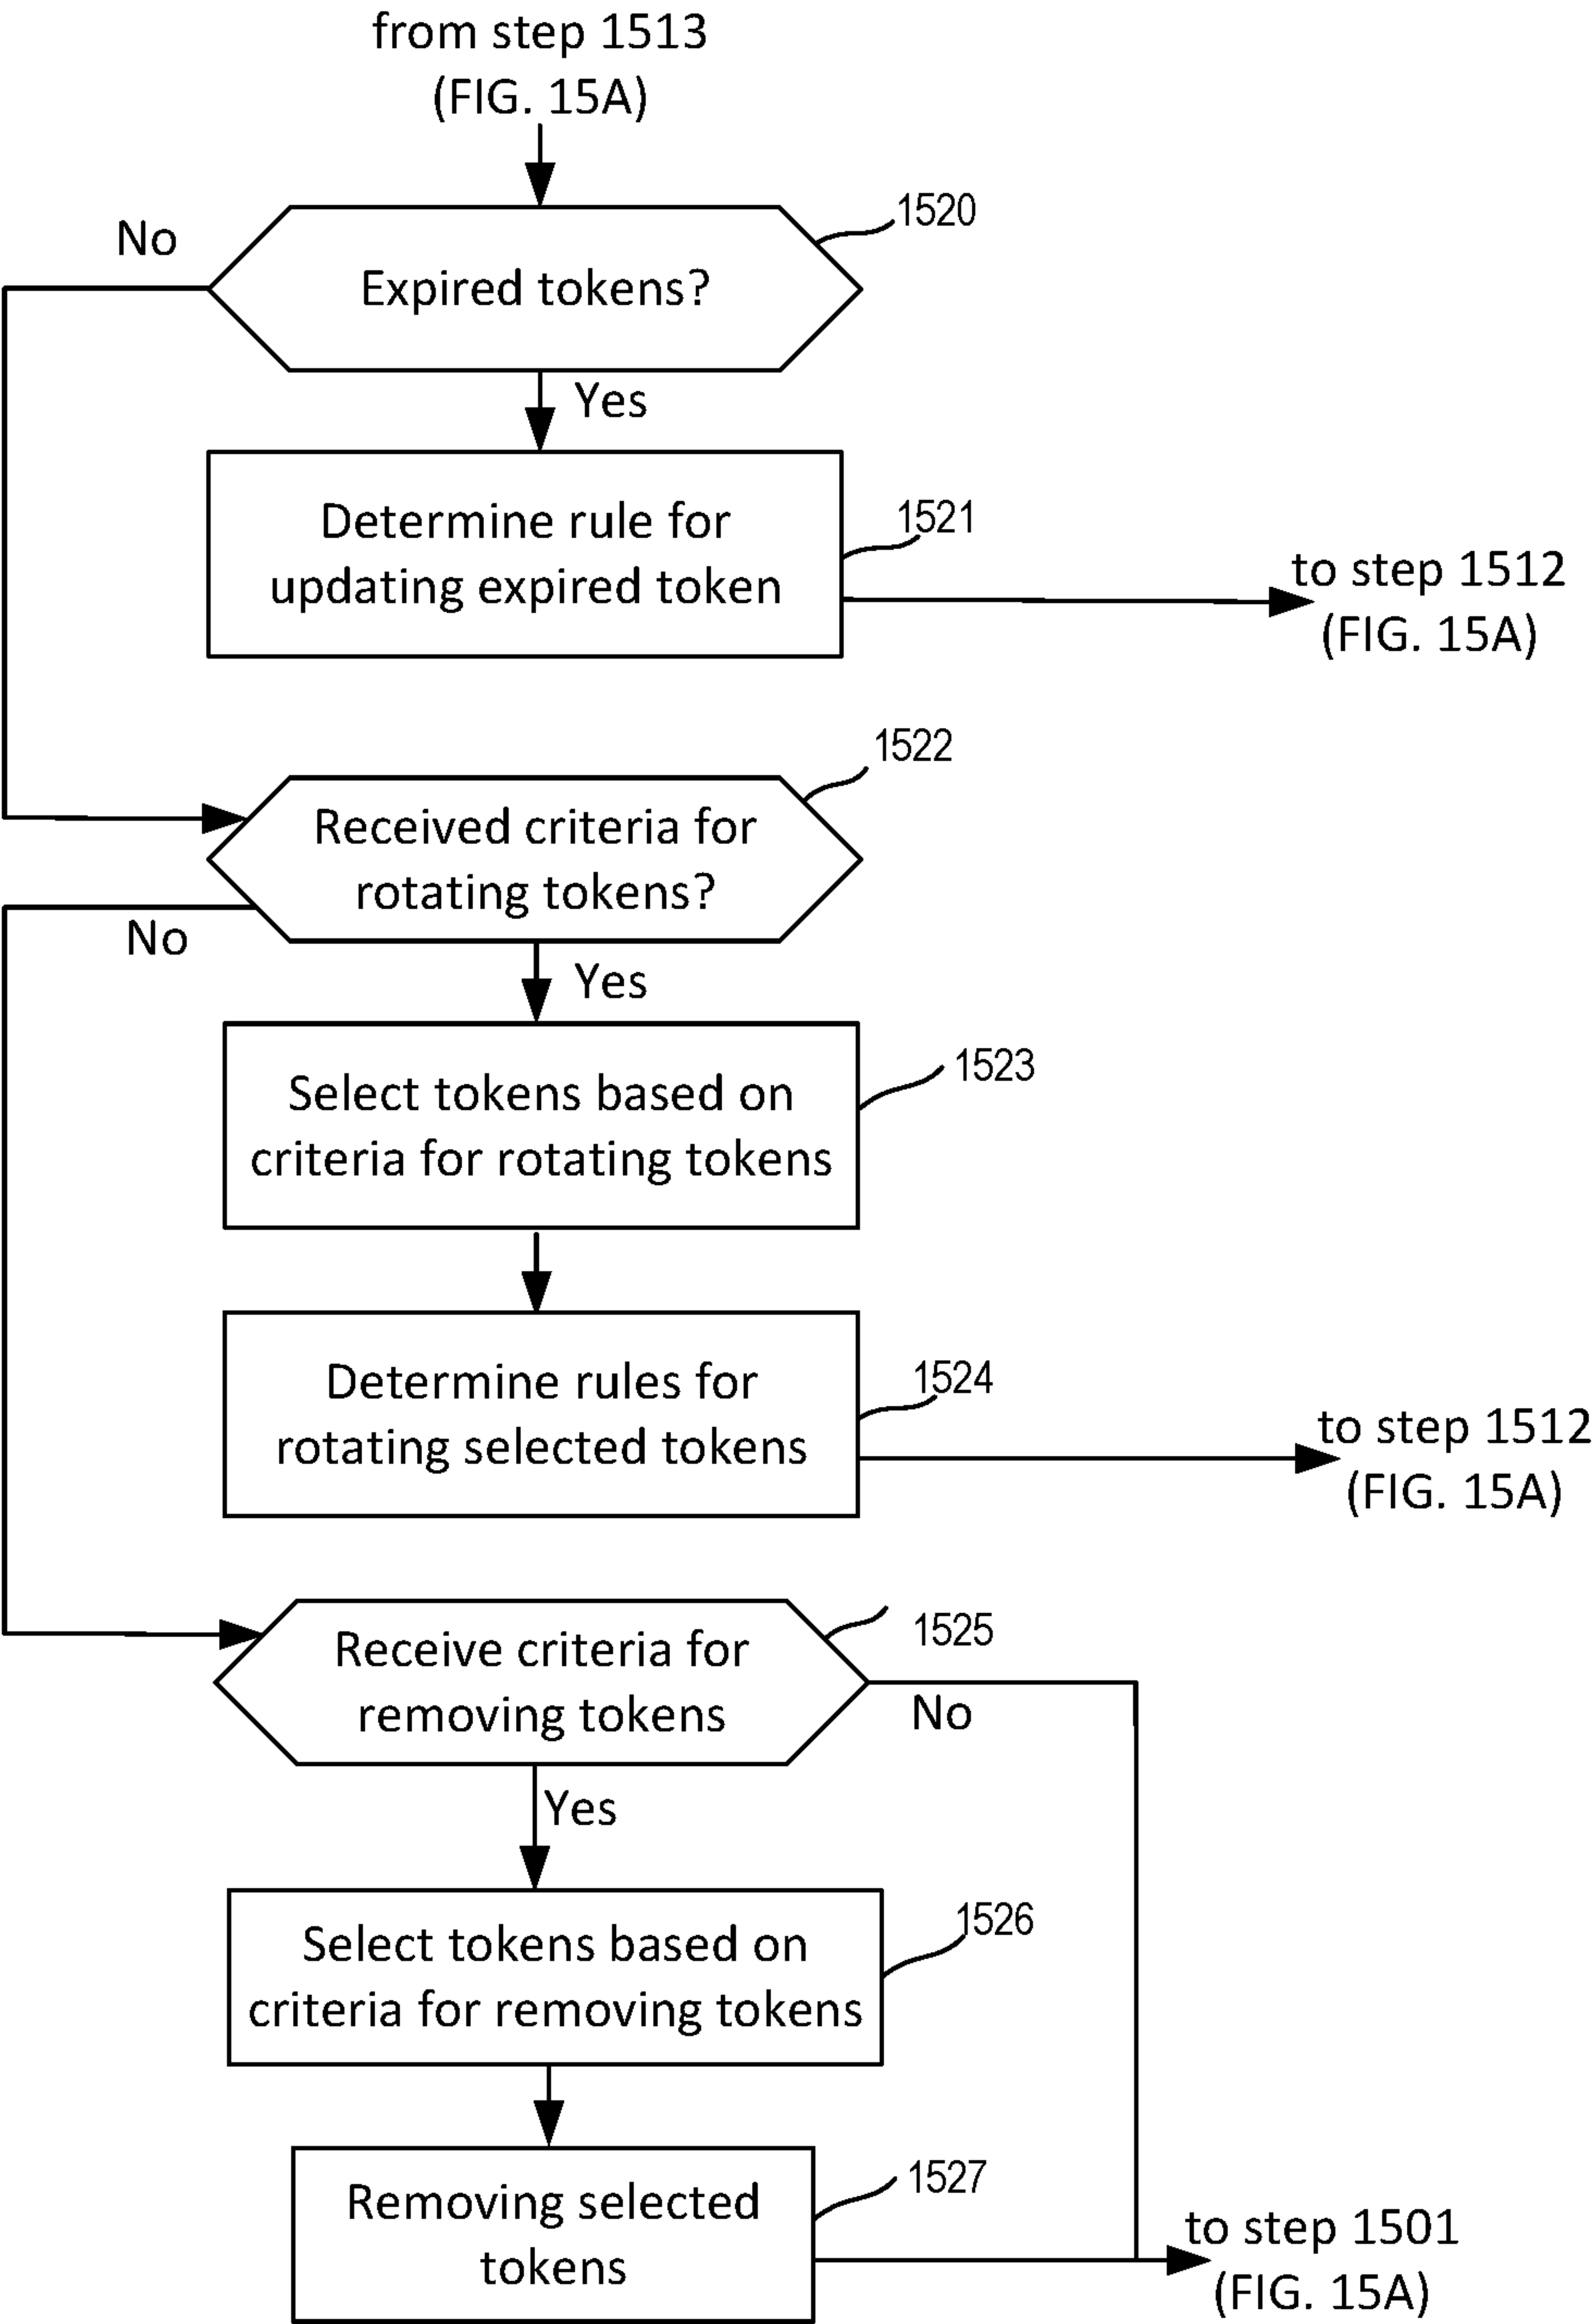 from step 1513
(FIG. 15A)
1520
No
Expired tokens?
Yes
1521
Determine rule for
updating expired token
to step 1512
(FIG. 15A)
1522
Received criteria for
rotating tokens?
No
Yes
1523
Select tokens based on
criteria for rotating tokens
1524
Determine rules for
rotating selected tokens
to step 1512
(FIG. 15A)
1525
Receive criteria for
removing tokens
No
Yes
1526
Select tokens based on
criteria for removing tokens
1527
Removing selected
tokens
to step 1501
(FIG. 15A)